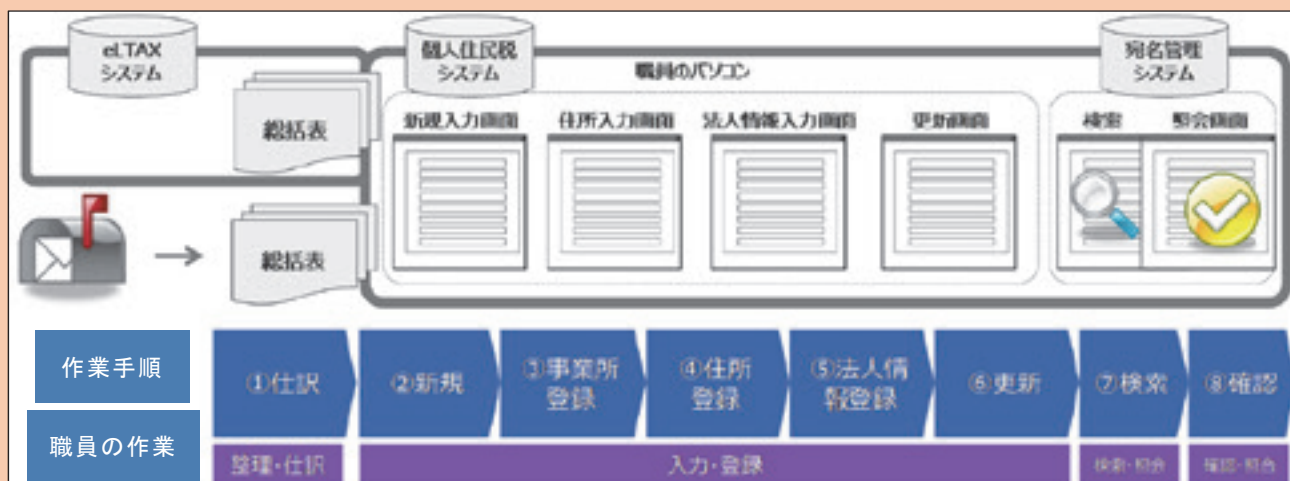 eLTAX
システム
個人住民税
システム
職員のパソコン
宛名管理
システム
総括表
新規入力画面
住所入力画面
法人情報入力画面
更新画面
検索
照会画面
総括表
作業手順
①仕訳
②新規
③事業所
登録
④住所
登録
⑤法人情
報登録
⑥更新
⑦検索
⑧確認
職員の作業
整理・仕訳
入力・登録
検索・照会
確認・照合